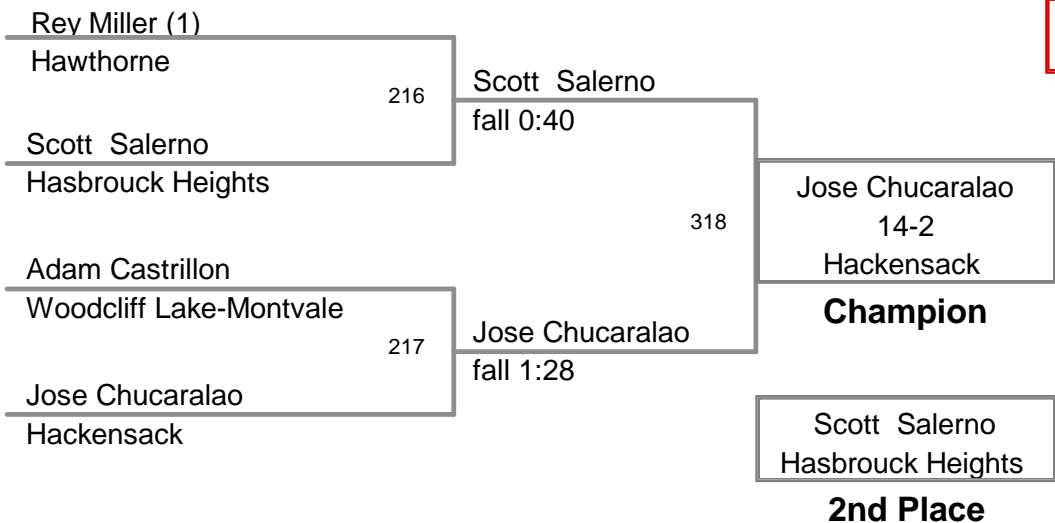 Rey Miller (1)
Hawthorne
216
Scott Salerno
fall 0:40
Scott Salerno
Hasbrouck Heights
318
Jose Chucaralao
14-2
Hackensack
Champion
Adam Castrillon
Woodcliff Lake-Montvale
217
Jose Chucaralao
fall 1:28
Jose Chucaralao
Hackensack
Scott Salerno
Hasbrouck Heights
2nd Place